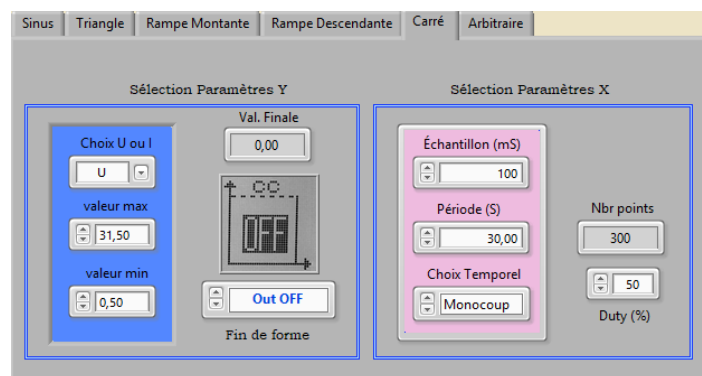 Sinus Triangle Rampe Montante Rampe Descendante Carré Arbitraire
Sélection Paramètres Y
Choix U ou I
U
valeur max
31,50
valeur min
0,50
Val. Finale
0,00
CC
OFF
Out OFF
Fin de forme
Sélection Paramètres X
Échantillon (mS)
100
Période (S)
30,00
Choix Temporel
Monocoup
Nbr points
300
50
Duty (%)